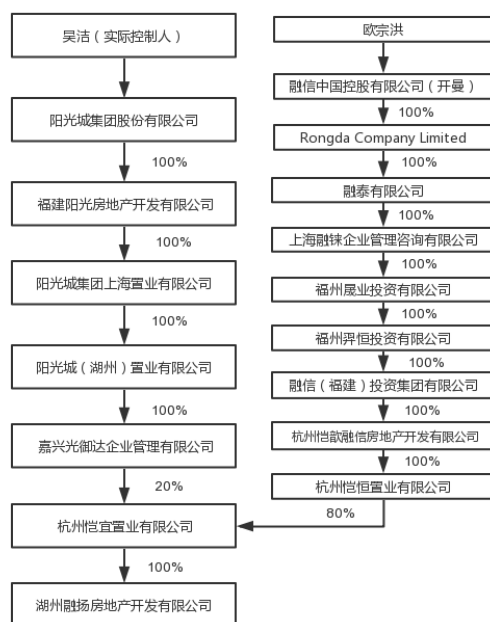 吴洁（实际控制人）
阳光城集团股份有限公司
100%
福建阳光房地产开发有限公司
100%
阳光城集团上海置业有限公司
100%
阳光城（湖州）置业有限公司
100%
嘉兴光御达企业管理有限公司
20%
杭州恺宜置业有限公司
100%
湖州融扬房地产开发有限公司
欧宗洪
融信中国控股有限公司（开曼）
100%
Rongda Company Limited
100%
融泰有限公司
100%
上海融铼企业管理咨询有限公司
100%
福州晟业投资有限公司
100%
福州羿恒投资有限公司
100%
融信（福建）投资集团有限公司
100%
杭州恺歆融信房地产开发有限公司
100%
杭州恺恒置业有限公司
80%